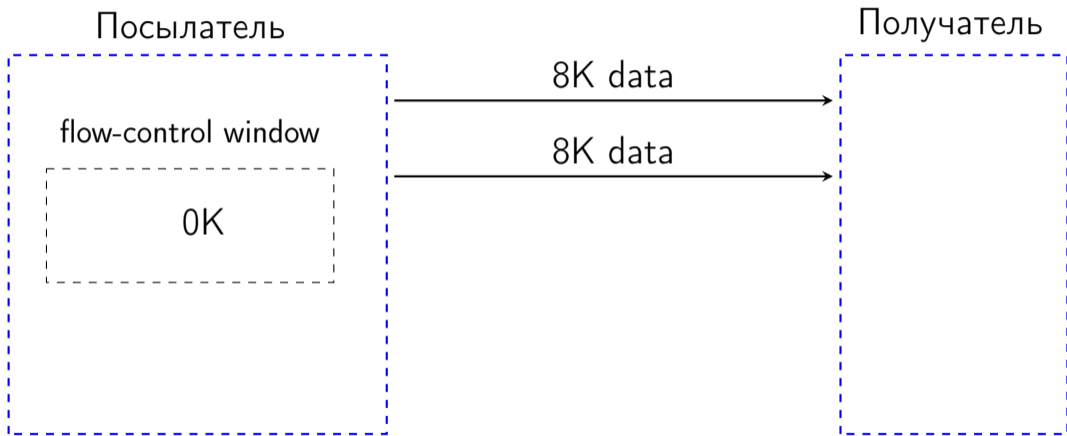 Посылатель
Получатель
8K data
flow-control window
8K data
0K